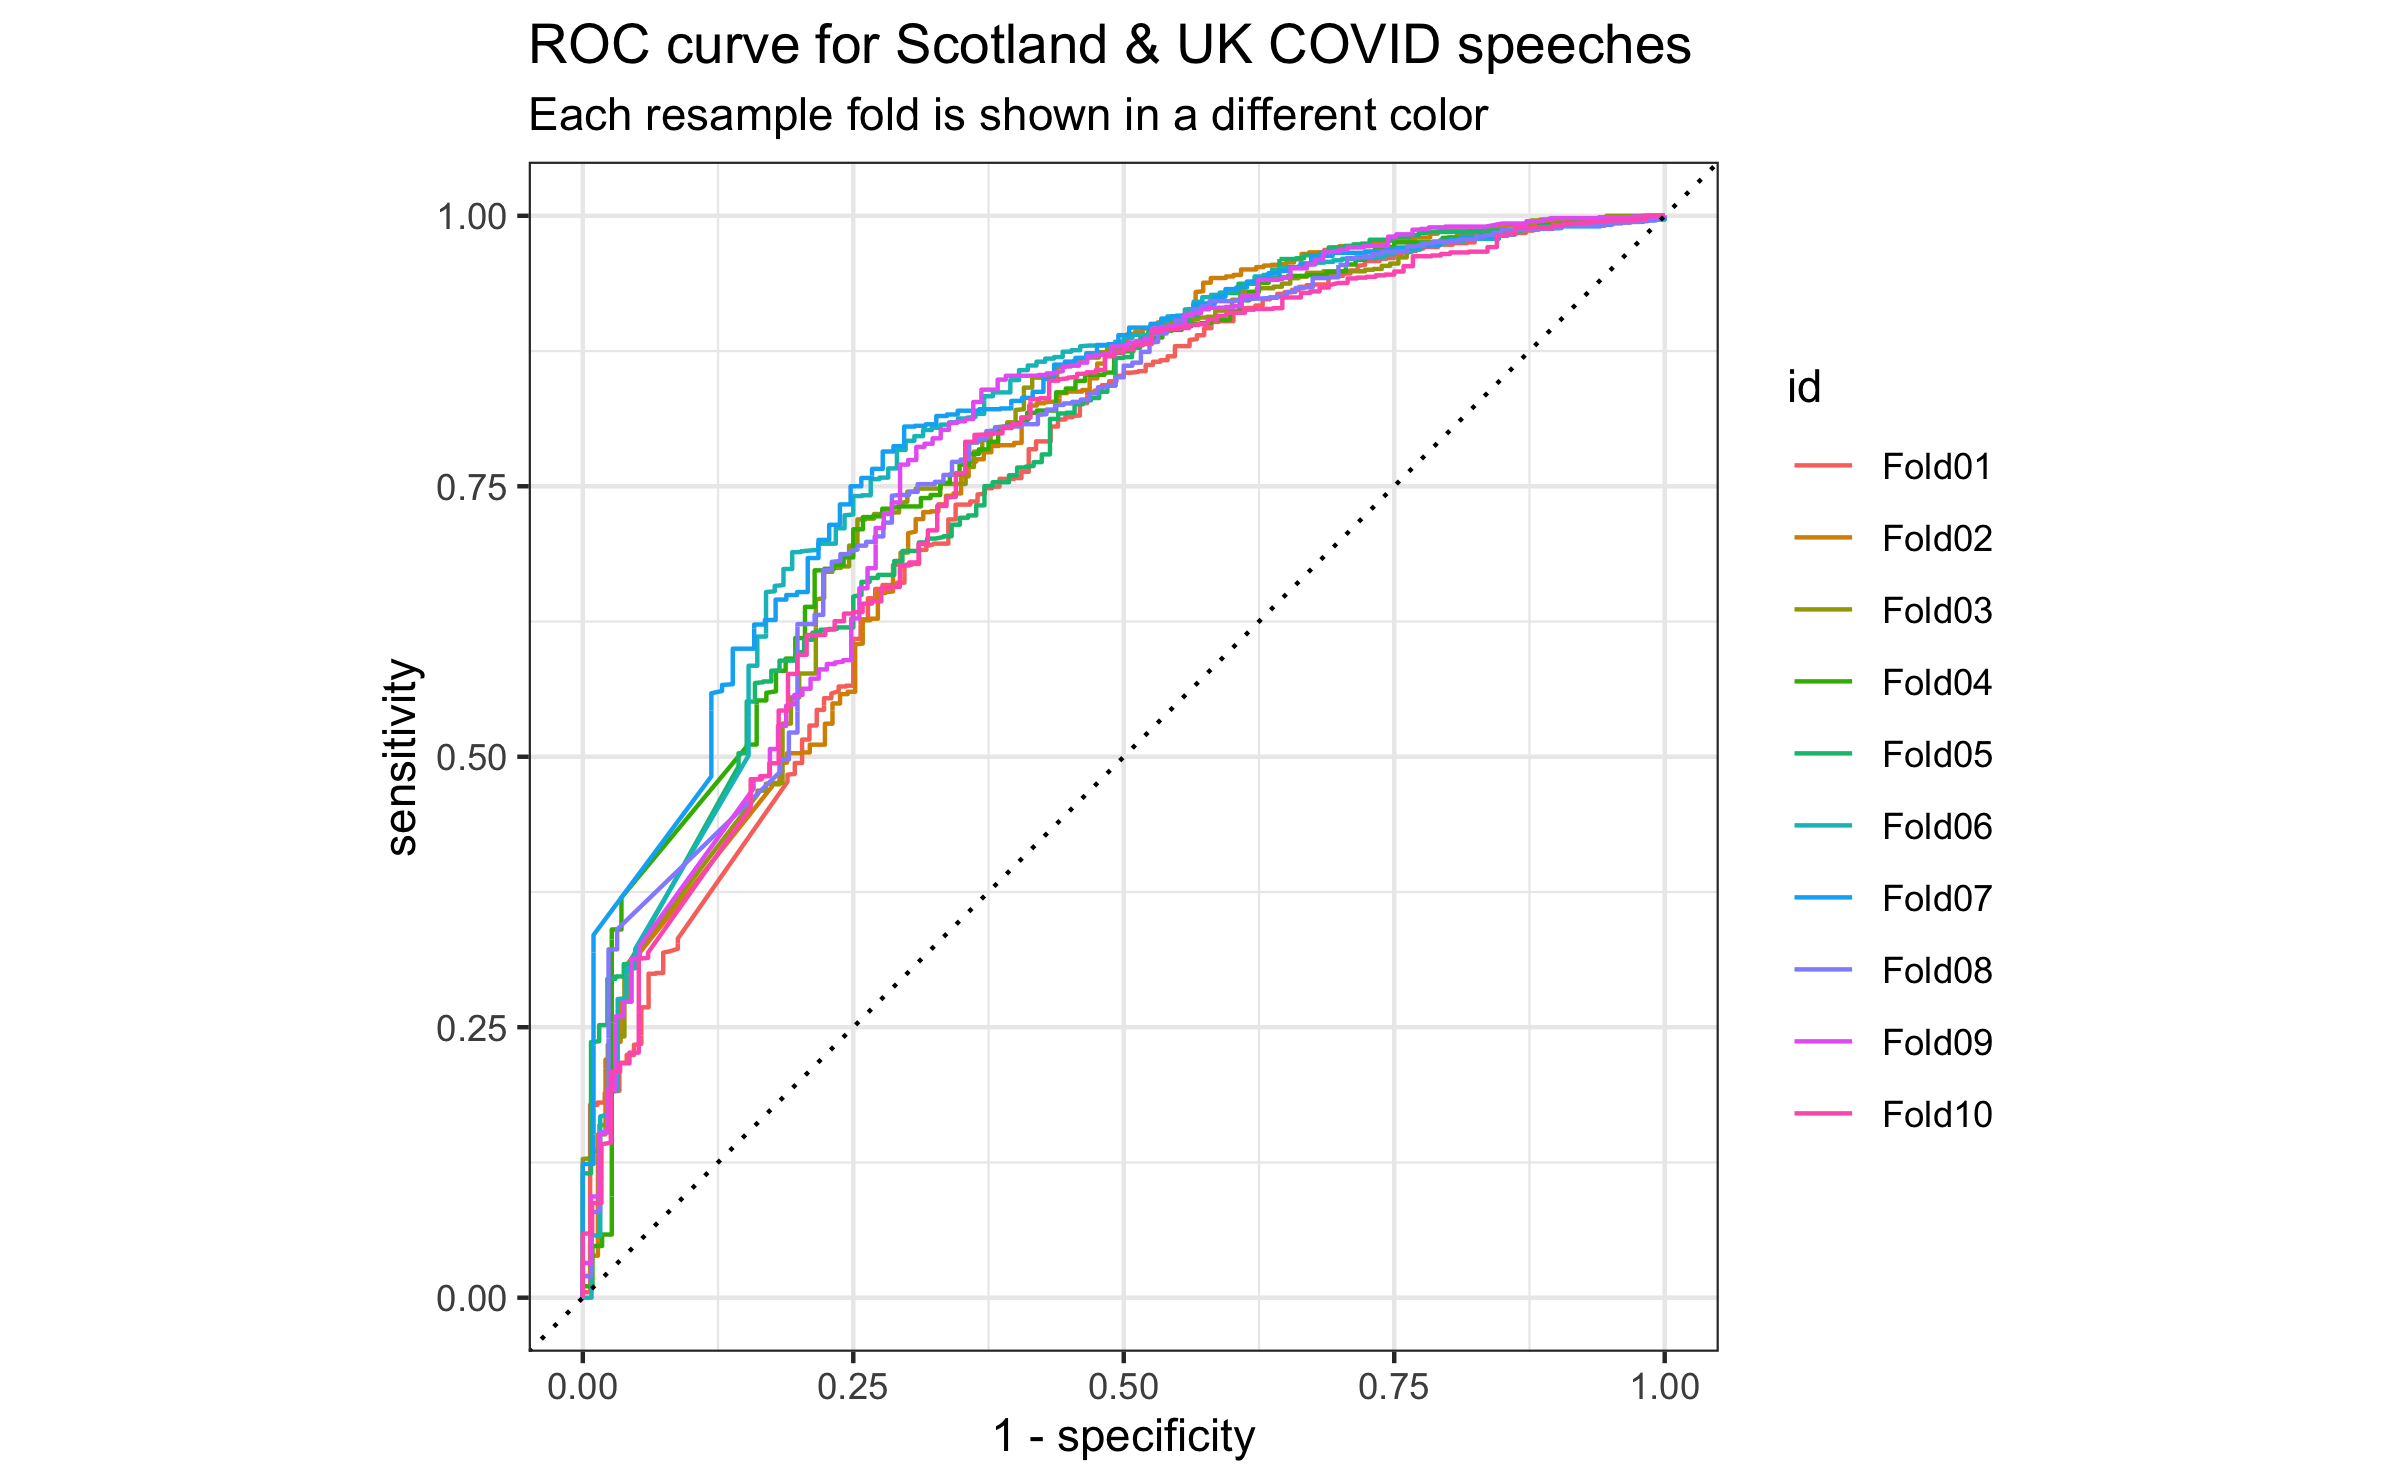 ROC curve for Scotland & UK COVID speeches
Each resample fold is shown in a different color
1.00
0.75
0.50
0.25
0.00
sensitivity
0.00 0.25 0.50 0.75 1.00
1 - specificity
id
Fold01
Fold02
Fold03
Fold04
Fold05
Fold06
Fold07
Fold08
Fold09
Fold10